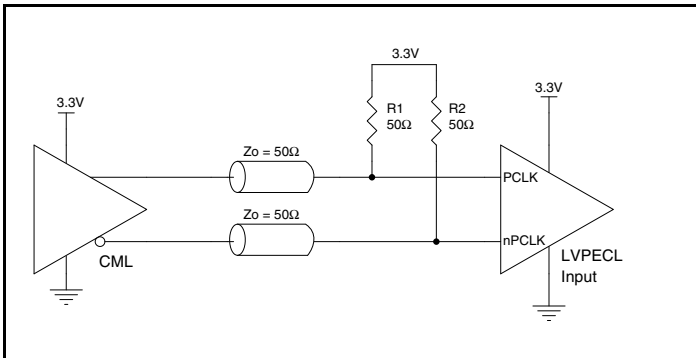 3.3V
3.3V
R1
50Ω
R2
50Ω
3.3V
Zo = 50Ω
PCLK
Zo = 50Ω
nPCLK
CML
LVPECL
Input